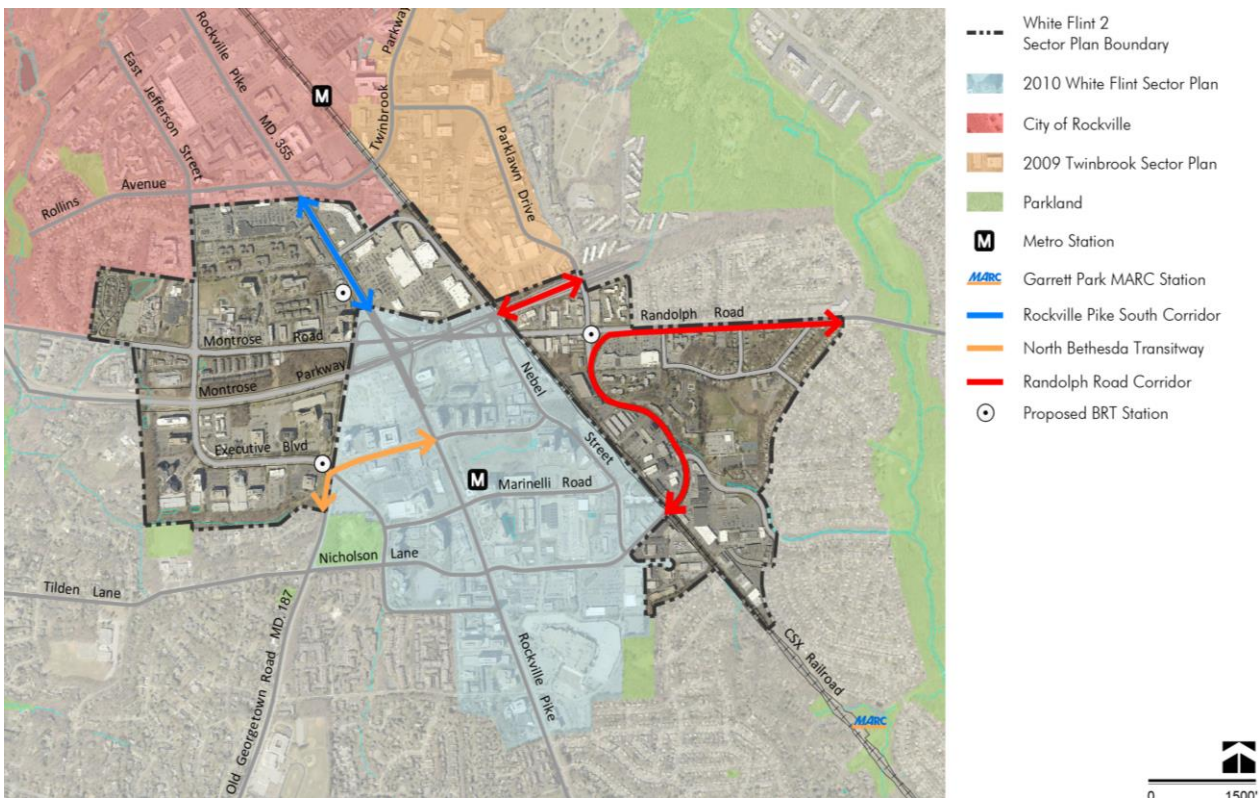 Rockville Pike
MD. 355
East Jefferson Street
Twinbrook Parkway
Parklawn Drive
M
Rollins Avenue
Randolph Road
Montrose Road
Montrose Parkway
Nebel Street
Executive Blvd
M
Marinelli Road
Nicholson Lane
Tilden Lane
Old Georgetown Road MD. 187
Rockville Pike
CSX Railroad
MARC
White Flint 2
Sector Plan Boundary
2010 White Flint Sector Plan
City of Rockville
2009 Twinbrook Sector Plan
Parkland
M
Metro Station
MARC
Garrett Park MARC Station
Rockville Pike South Corridor
North Bethesda Transitway
Randolph Road Corridor
Proposed BRT Station
0 1500'